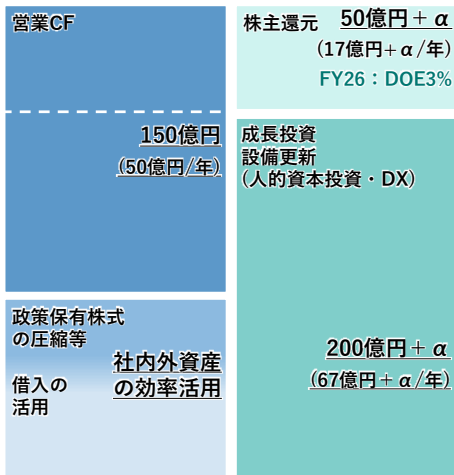 営業CF
150億円
(50億円/年)
政策保有株式
の圧縮等
社内外資産
の効率活用
借入の
活用
株主還元 50億円+α
(17億円+α/年)
FY26:DOE3%
成長投資
設備更新
(人的資本投資・DX)
200億円+α
(67億円+α/年)